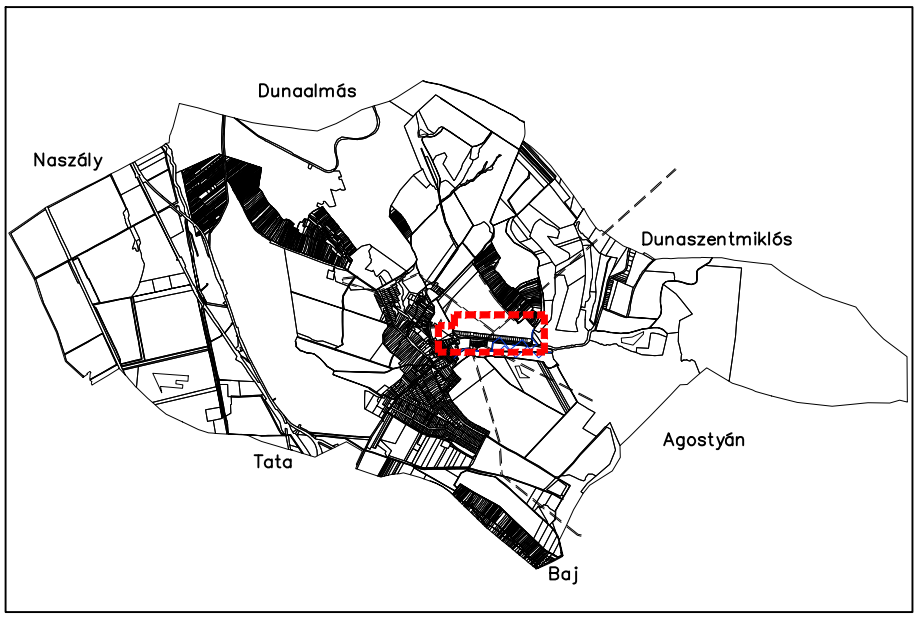 Dunaalmás
Naszály
Dunaszentmiklós
Agostyán
Tata
Baj